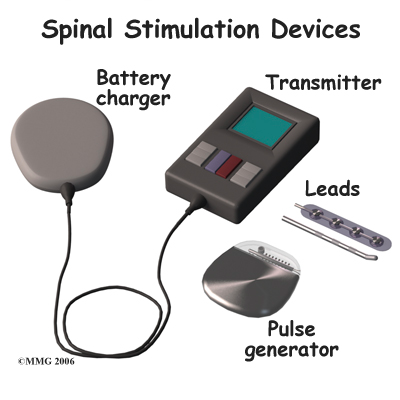 Spinal Stimulation Devices
Battery
charger
Transmitter
Leads
Pulse
generator
©MMG 2006